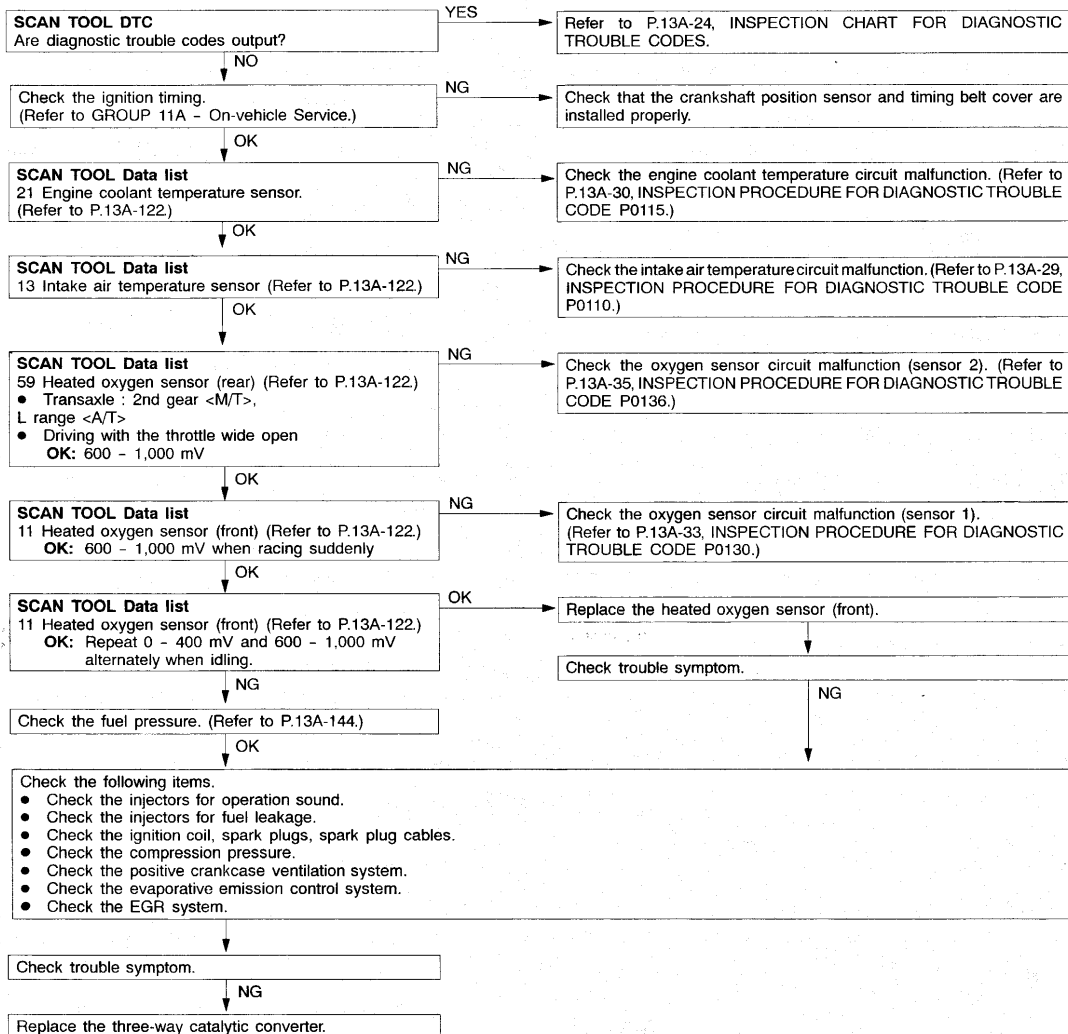 SCAN TOOL DTC
Are diagnostic trouble codes output?
YES
Refer to P.13A-24, INSPECTION CHART FOR DIAGNOSTIC
TROUBLE CODES.
NO
Check the ignition timing.
(Refer to GROUP 11A – On-vehicle Service.)
NG
Check that the crankshaft position sensor and timing belt cover are
installed properly.
OK
SCAN TOOL Data list
21 Engine coolant temperature sensor.
(Refer to P.13A-122.)
NG
Check the engine coolant temperature circuit malfunction. (Refer to
P.13A-30, INSPECTION PROCEDURE FOR DIAGNOSTIC TROUBLE
CODE P0115.)
OK
SCAN TOOL Data list
13 Intake air temperature sensor (Refer to P.13A-122.)
NG
Check the intake air temperature circuit malfunction. (Refer to P.13A-29,
INSPECTION PROCEDURE FOR DIAGNOSTIC TROUBLE CODE
P0110.)
OK
SCAN TOOL Data list
59 Heated oxygen sensor (rear) (Refer to P.13A-122.)
● Transaxle : 2nd gear <M/T>,
L range <A/T>
● Driving with the throttle wide open
OK: 600 – 1,000 mV
NG
Check the oxygen sensor circuit malfunction (sensor 2). (Refer to
P.13A-35, INSPECTION PROCEDURE FOR DIAGNOSTIC TROUBLE
CODE P0136.)
OK
SCAN TOOL Data list
11 Heated oxygen sensor (front) (Refer to P.13A-122.)
OK: 600 – 1,000 mV when racing suddenly
NG
Check the oxygen sensor circuit malfunction (sensor 1).
(Refer to P.13A-33, INSPECTION PROCEDURE FOR DIAGNOSTIC
TROUBLE CODE P0130.)
OK
SCAN TOOL Data list
11 Heated oxygen sensor (front) (Refer to P.13A-122.)
OK: Repeat 0 – 400 mV and 600 – 1,000 mV
alternately when idling.
OK
Replace the heated oxygen sensor (front).
Check trouble symptom.
NG
NG
Check the fuel pressure. (Refer to P.13A-144.)
OK
Check the following items.
● Check the injectors for operation sound.
● Check the injectors for fuel leakage.
● Check the ignition coil, spark plugs, spark plug cables.
● Check the compression pressure.
● Check the positive crankcase ventilation system.
● Check the evaporative emission control system.
● Check the EGR system.
Check trouble symptom.
NG
Replace the three-way catalytic converter.